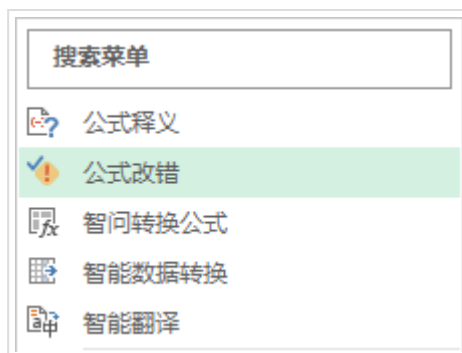 搜索菜单
公式释义
公式改错
智问转换公式
智能数据转换
智能翻译